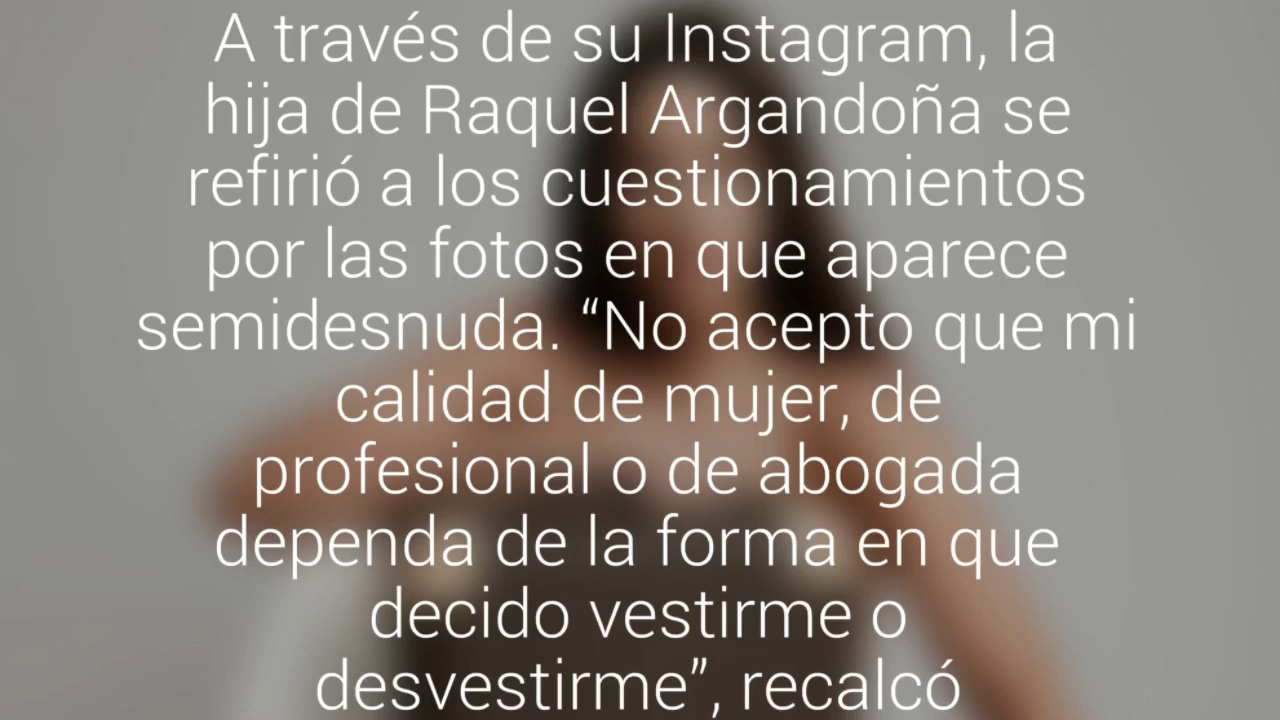 A través de su Instagram, la
hija de Raquel Argandoña se
refirió a los cuestionamientos
por las fotos en que aparece
semidesnuda. “No acepto que mi
calidad de mujer, de
profesional o de abogada
dependa de la forma en que
decido vestirme o
desvestirme”, recalcó